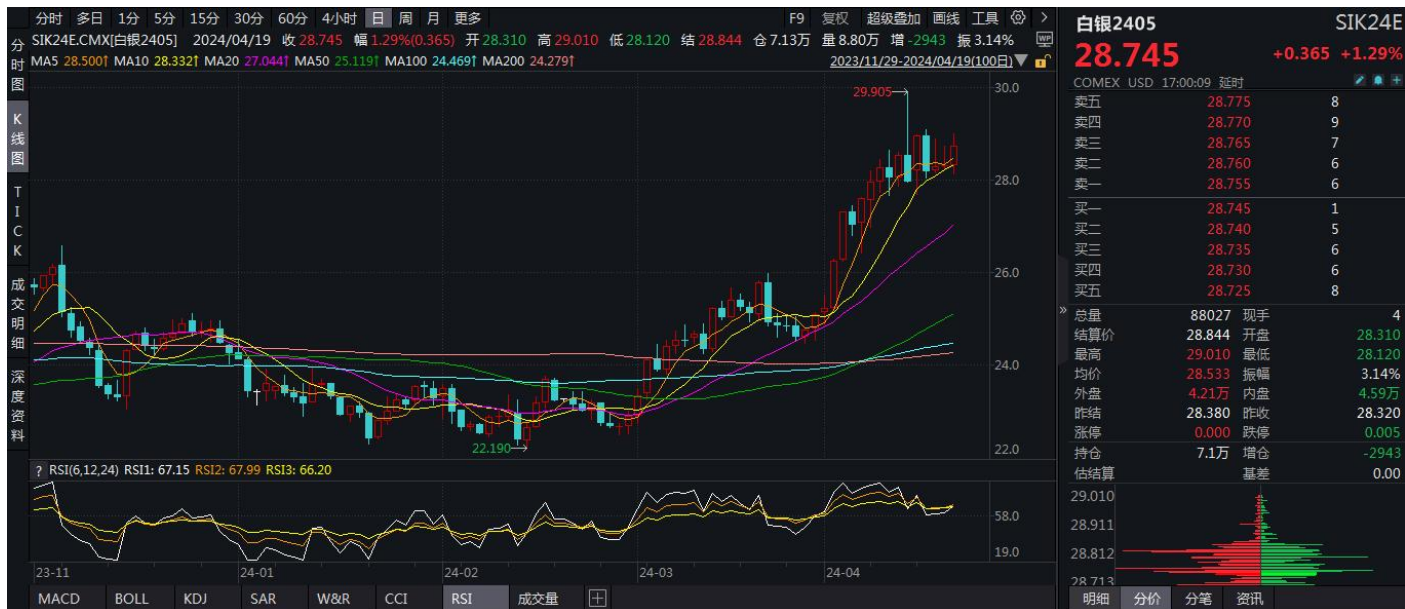 分时 多日 1分 5分 15分 30分 60分 4小时 日 周 月 更多 F9 复权 超级叠加 画线 工具
SIK24E.CMX[白银2405] 2024/04/19 收28.745 幅1.29%(0.365) 开28.310 高29.010 低28.120 结28.844 仓7.13万 量8.80万 增-2943 振3.14% WP
MA5 28.500↑ MA10 28.332↑ MA20 27.044↑ MA50 25.119↑ MA100 24.469↑ MA200 24.279↑ 2023/11/29-2024/04/19(100日)▼
分时图
K线图
TICK
成交明细
深度资料
29.905→
30.0
28.0
26.0
24.0
22.0
22.190→
? RSI(6,12,24) RSI1: 67.15 RSI2: 67.99 RSI3: 66.20
58.0
19.0
23-11 24-01 24-02 24-03 24-04
MACD BOLL KDJ SAR W&R CCI RSI 成交量
白银2405 SIK24E
28.745 +0.365 +1.29%
COMEX USD 17:00:09 延时
卖五 28.775 8
卖四 28.770 9
卖三 28.765 7
卖二 28.760 6
卖一 28.755 6
买一 28.745 1
买二 28.740 5
买三 28.735 6
买四 28.730 6
买五 28.725 8
总量 88027 现手 4
结算价 28.844 开盘 28.310
最高 29.010 最低 28.120
均价 28.533 振幅 3.14%
外盘 4.21万 内盘 4.59万
昨结 28.380 昨收 28.320
涨停 0.000 跌停 0.005
持仓 7.1万 增仓 -2943
估结算 基差 0.00
29.010
28.911
28.812
28.713
明细 分价 分笔 资讯